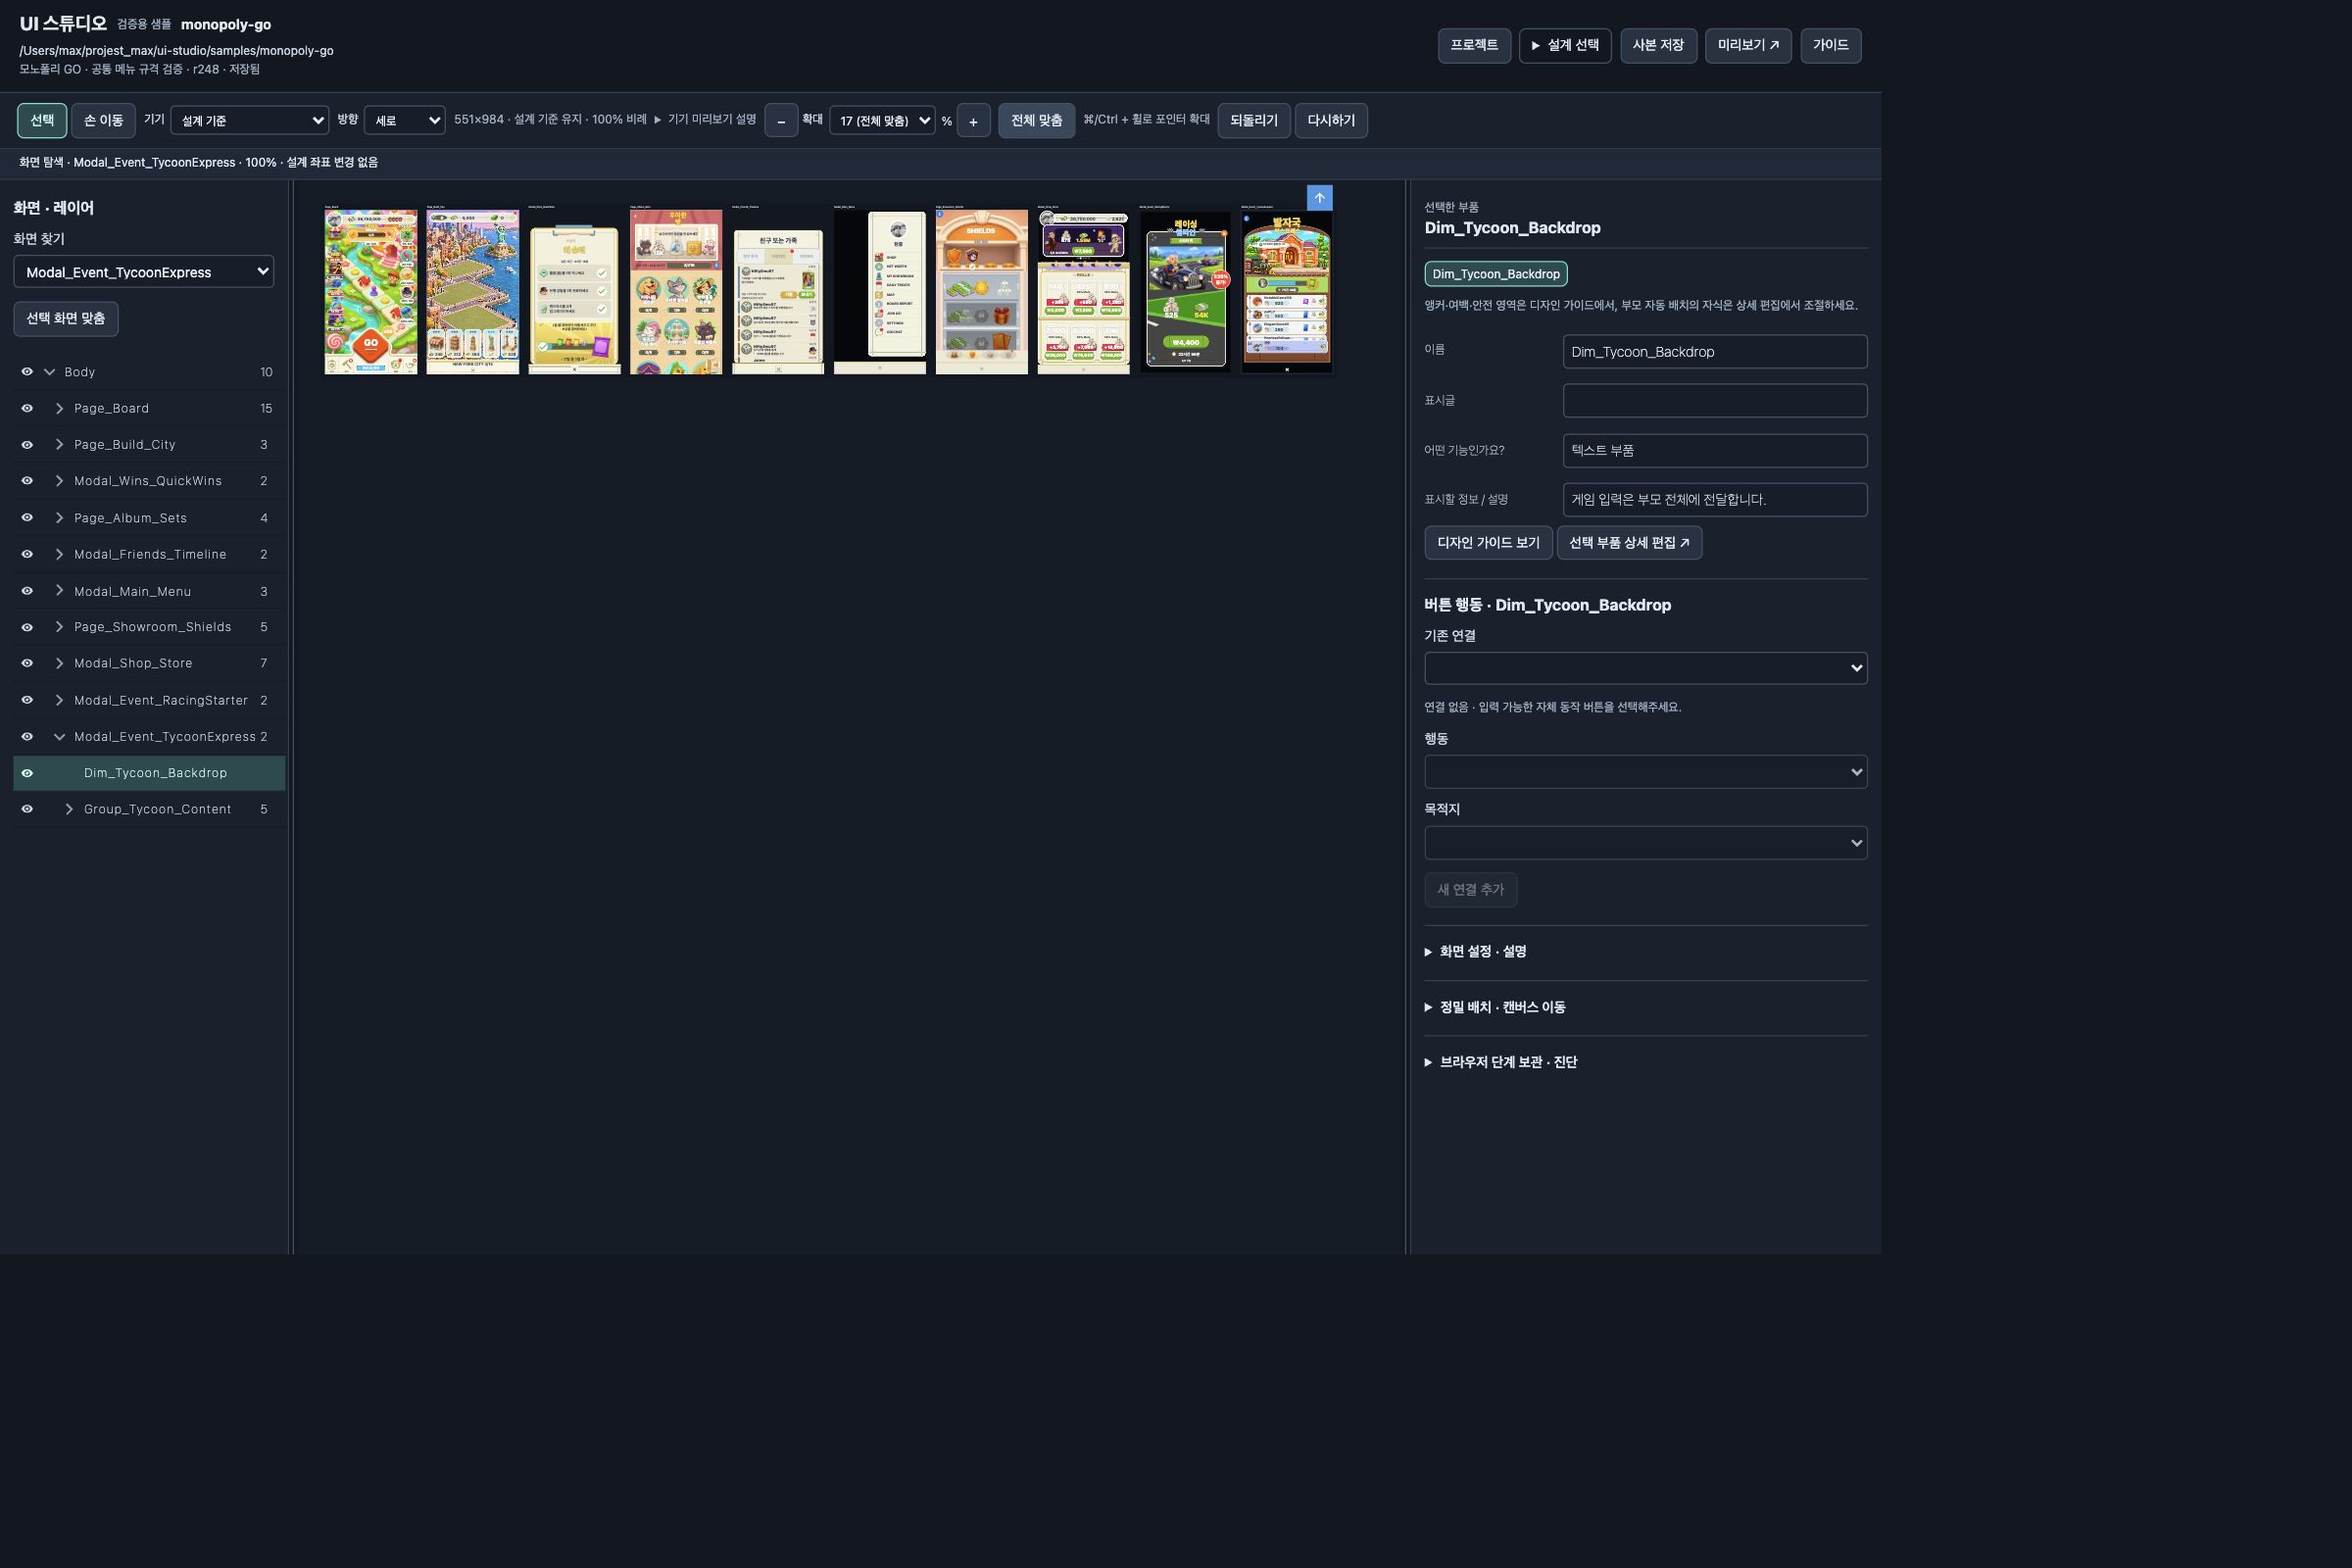 UI 스튜디오 검증용 샘플 monopoly-go
/Users/max/projest_max/ui-studio/samples/monopoly-go
모노폴리 GO · 공통 메뉴 규격 검증 · r248 · 저장됨
프로젝트
▶ 설계 선택
사본 저장
미리보기 ↗
가이드
선택
손 이동
기기
설계 기준
방향
세로
551×984 · 설계 기준 유지 · 100% 비례
▶ 기기 미리보기 설명
−
확대
17 (전체 맞춤)
%
+
전체 맞춤
⌘/Ctrl + 휠로 포인터 확대
되돌리기
다시하기
화면 탐색 · Modal_Event_TycoonExpress · 100% · 설계 좌표 변경 없음
화면 · 레이어
화면 찾기
Modal_Event_TycoonExpress
선택 화면 맞춤
Body 10
Page_Board 15
Page_Build_City 3
Modal_Wins_QuickWins 2
Page_Album_Sets 4
Modal_Friends_Timeline 2
Modal_Main_Menu 3
Page_Showroom_Shields 5
Modal_Shop_Store 7
Modal_Event_RacingStarter 2
Modal_Event_TycoonExpress 2
Dim_Tycoon_Backdrop
Group_Tycoon_Content 5
GO
친구 또는 가족
SHIELDS
레이싱
₩4,400
발자국
선택한 부품
Dim_Tycoon_Backdrop
Dim_Tycoon_Backdrop
앵커·여백·안전 영역은 디자인 가이드에서, 부모 자동 배치의 자식은 상세 편집에서 조절하세요.
이름
Dim_Tycoon_Backdrop
표시글
어떤 기능인가요?
텍스트 부품
표시할 정보 / 설명
게임 입력은 부모 전체에 전달합니다.
디자인 가이드 보기
선택 부품 상세 편집 ↗
버튼 행동 · Dim_Tycoon_Backdrop
기존 연결
연결 없음 · 입력 가능한 자체 동작 버튼을 선택해주세요.
행동
목적지
새 연결 추가
▶ 화면 설정 · 설명
▶ 정밀 배치 · 캔버스 이동
▶ 브라우저 단계 보관 · 진단